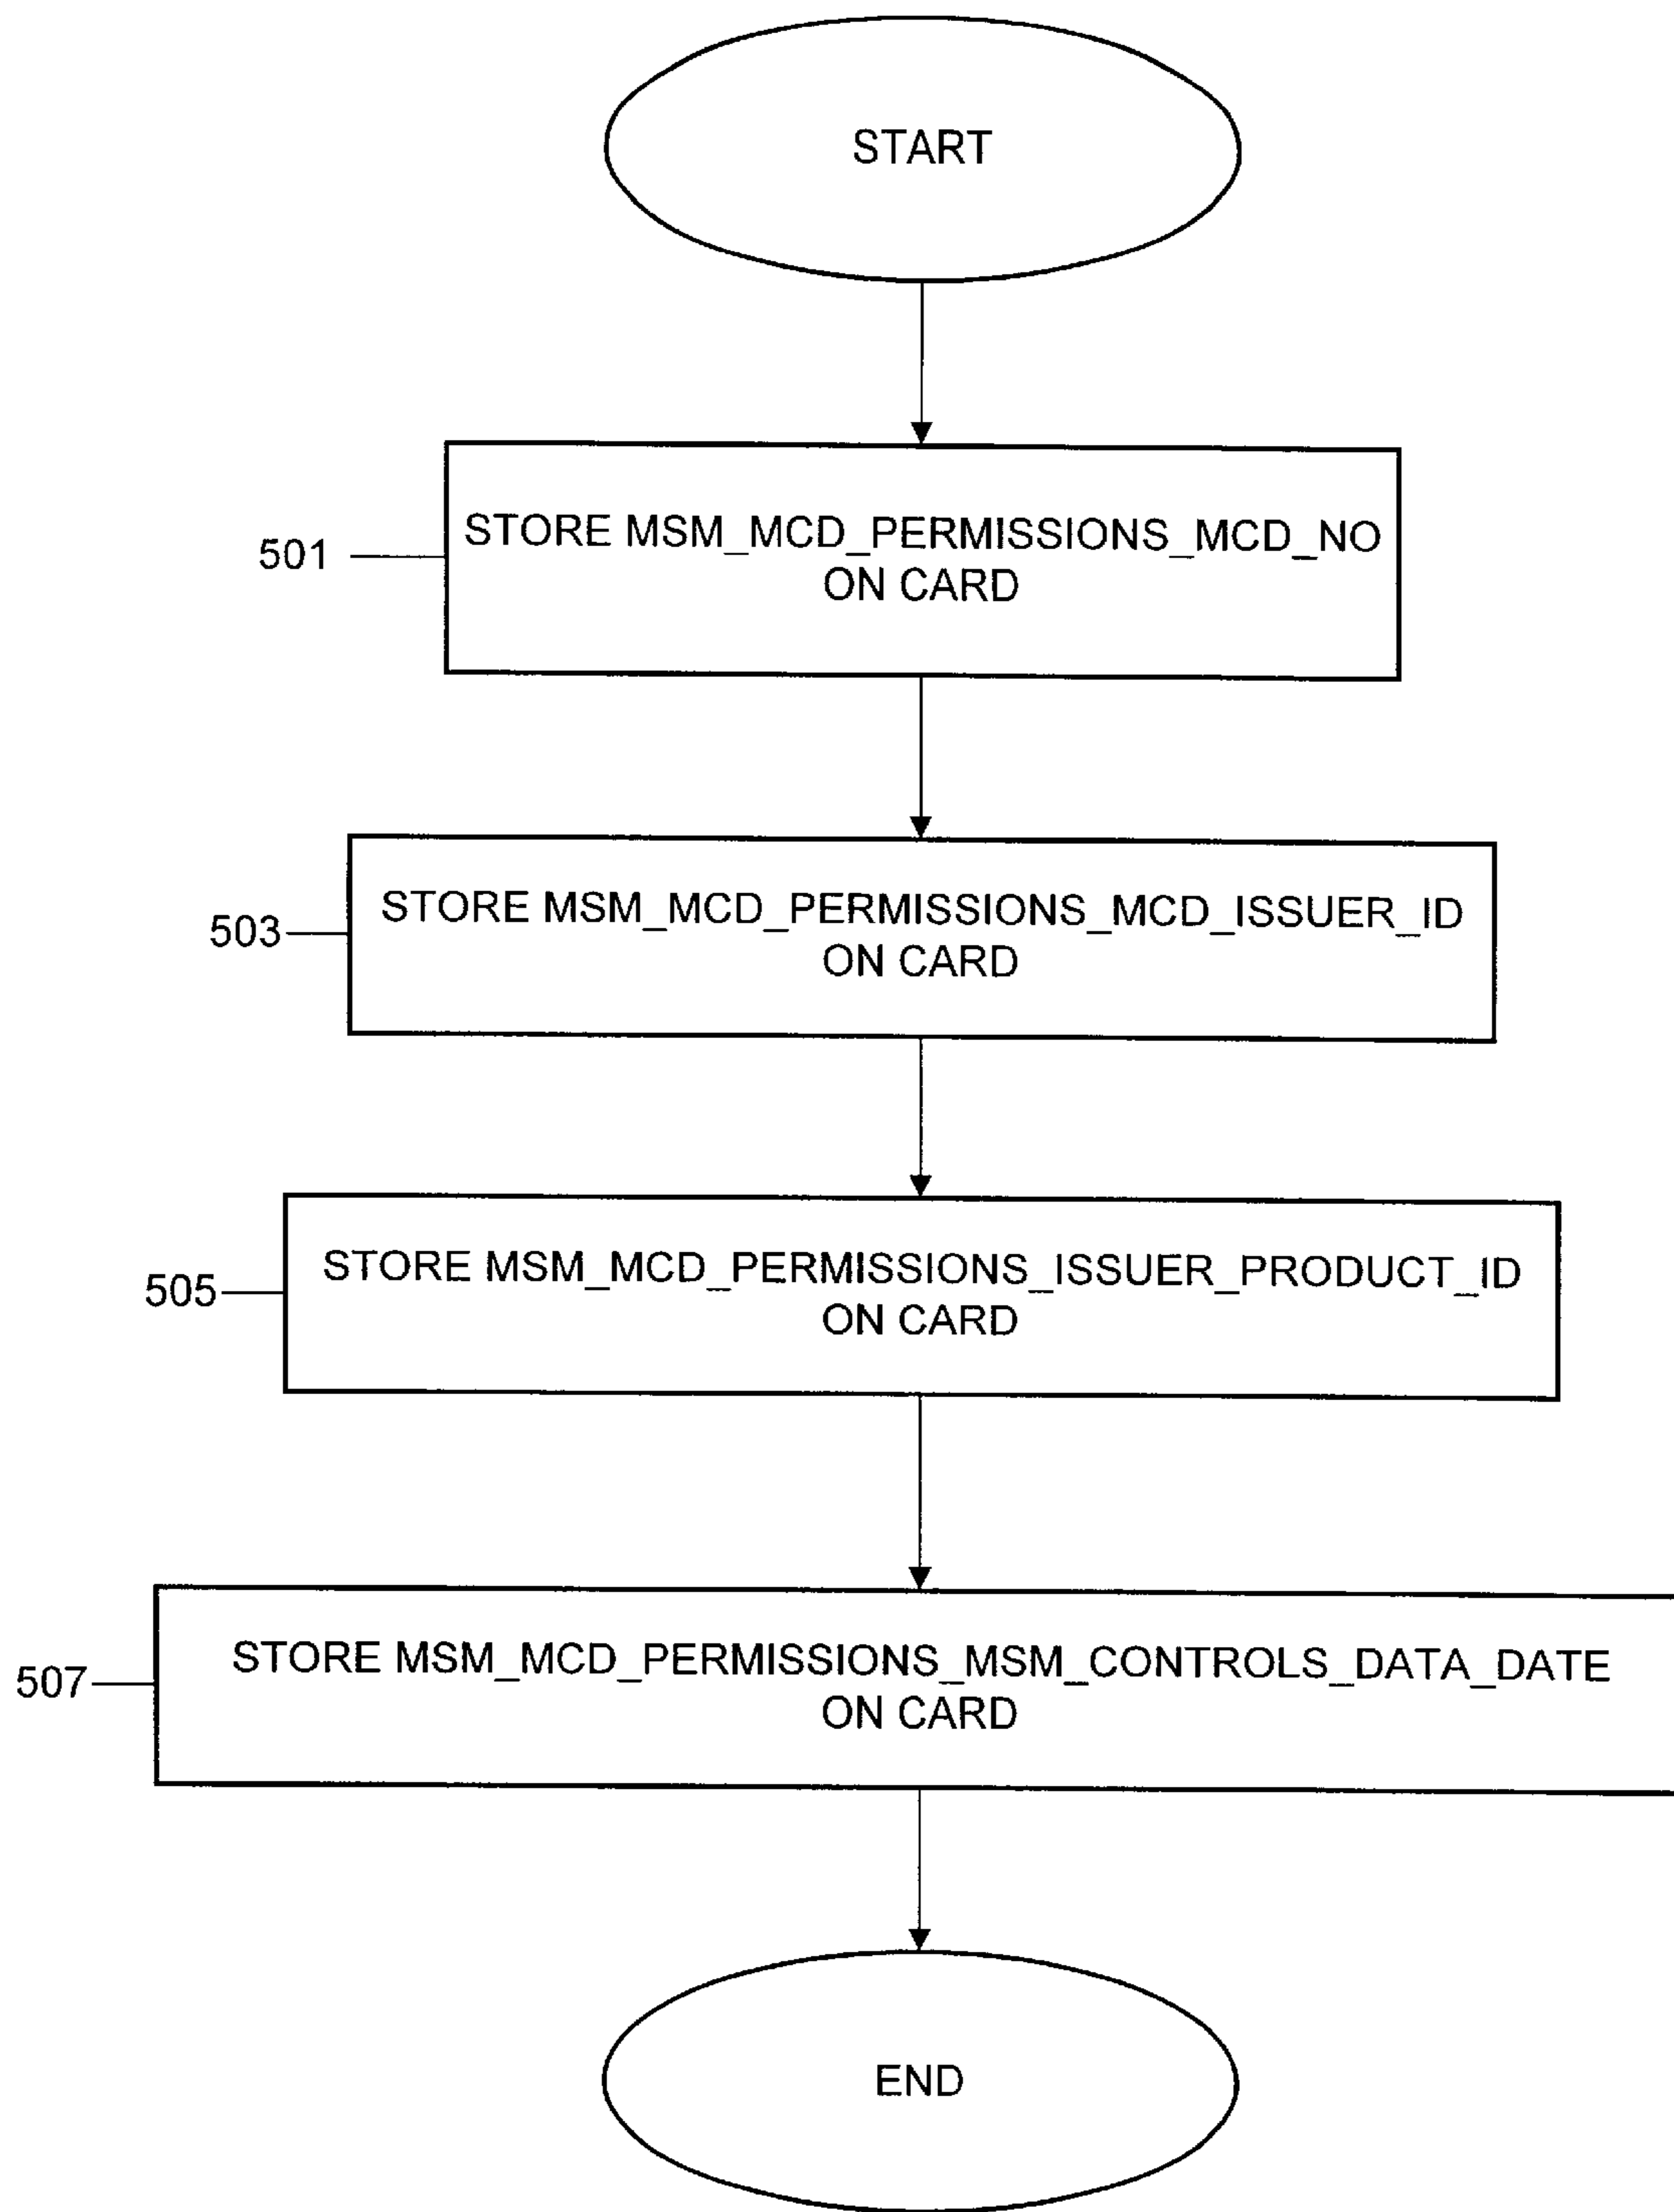 START
501
STORE MSM_MCD_PERMISSIONS_MCD_NO
ON CARD
503
STORE MSM_MCD_PERMISSIONS_MCD_ISSUER_ID
ON CARD
505
STORE MSM_MCD_PERMISSIONS_ISSUER_PRODUCT_ID
ON CARD
507
STORE MSM_MCD_PERMISSIONS_MSM_CONTROLS_DATA_DATE
ON CARD
END